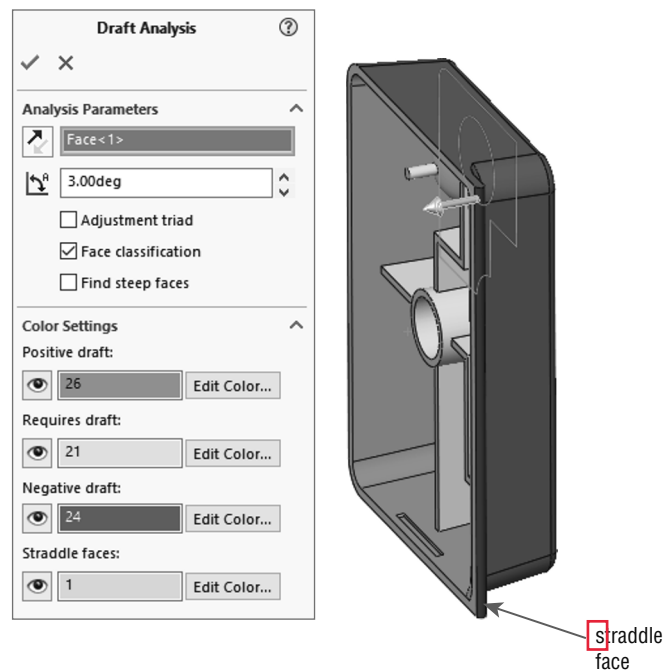 Draft Analysis
Analysis Parameters
Face<1>
3.00deg
Adjustment triad
Face classification
Find steep faces
Color Settings
Positive draft:
26 Edit Color...
Requires draft:
21 Edit Color...
Negative draft:
24 Edit Color...
Straddle faces:
1 Edit Color...
straddle
face